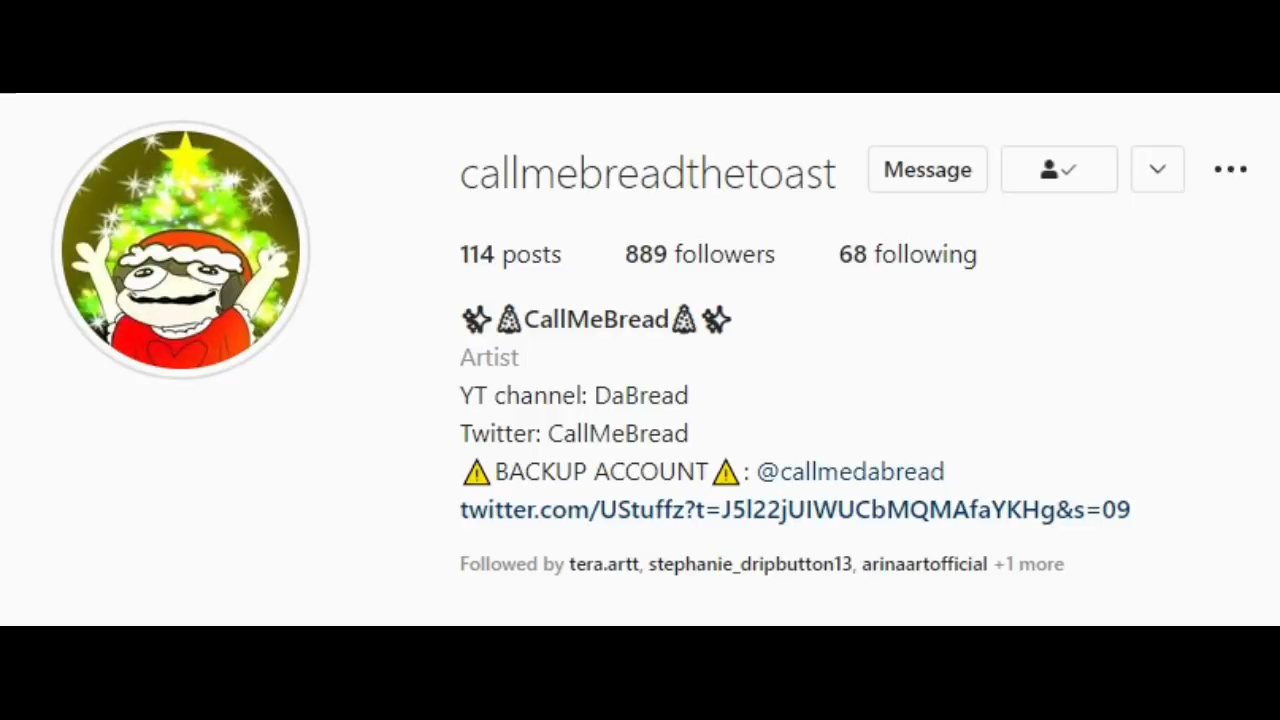 callmebreadthetoast Message
114 posts 889 followers 68 following
✨🎄CallMeBread🎄✨
Artist
YT channel: DaBread
Twitter: CallMeBread
⚠BACKUP ACCOUNT⚠: @callmedabread
twitter.com/UStuffz?t=J5l22jUIWUCbMQMAfaYKHg&s=09
Followed by tera.artt, stephanie_dripbutton13, arinaartofficial +1 more